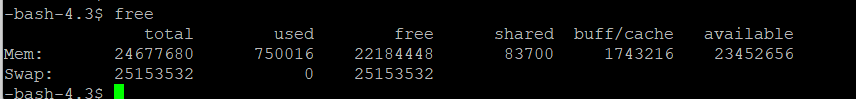 -bash-4.3$ free
              total        used        free      shared  buff/cache   available
Mem:       24677680      750016    22184448       83700     1743216    23452656
Swap:      25153532           0    25153532
-bash-4.3$